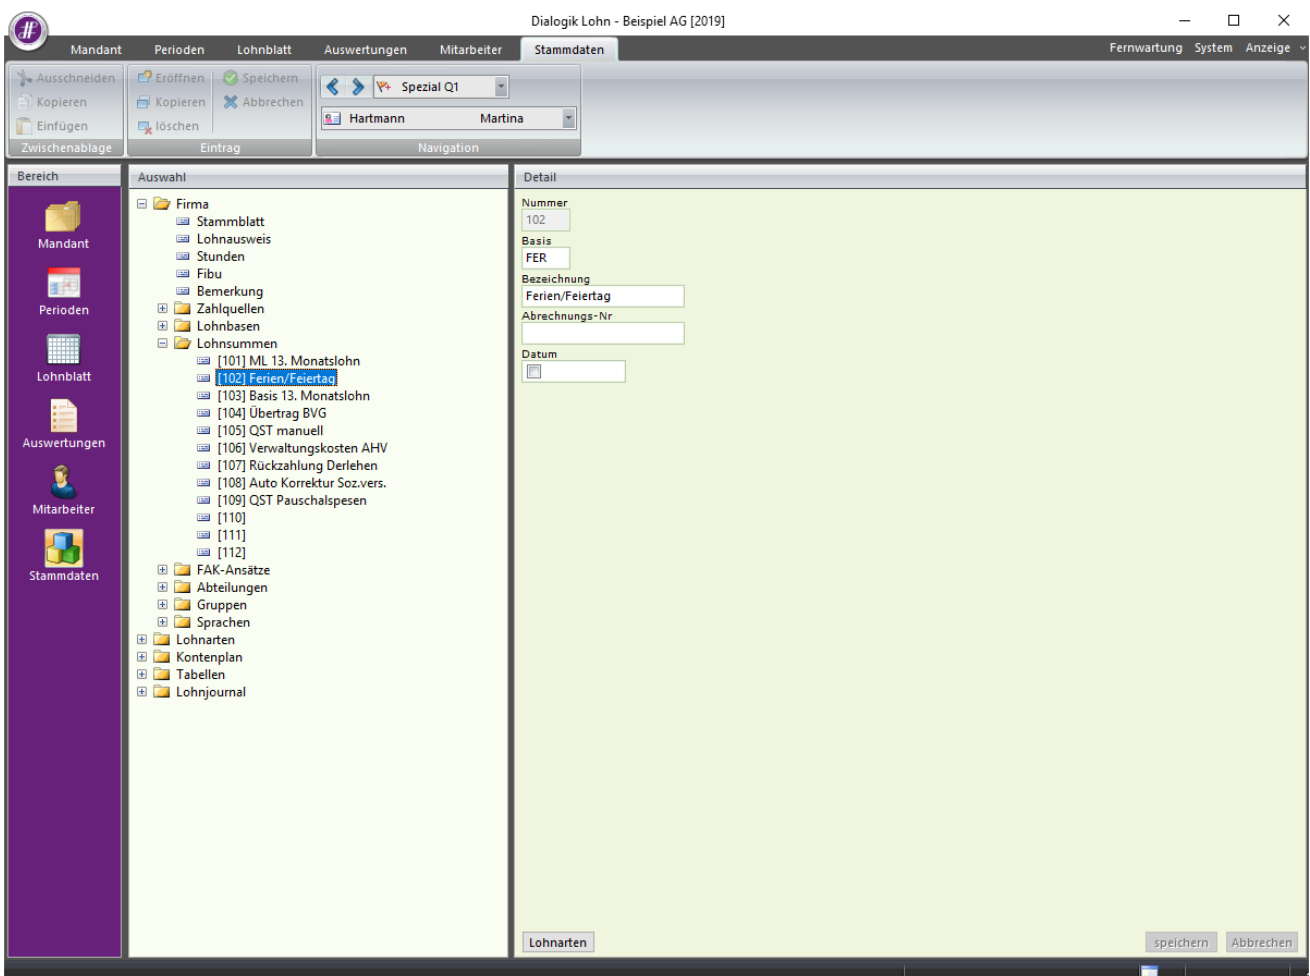 Dialogik Lohn - Beispiel AG [2019]
Mandant Perioden Lohnblatt Auswertungen Mitarbeiter Stammdaten Fernwartung System Anzeige
Ausschneiden Eröffnen Speichern
Kopieren Kopieren Abbrechen
Einfügen löschen
Spezial Q1
Hartmann Martina
Zwischenablage Eintrag Navigation
Bereich
Mandant
Perioden
Lohnblatt
Auswertungen
Mitarbeiter
Stammdaten
Auswahl
Firma
Stammblatt
Lohnausweis
Stunden
Fibu
Bemerkung
Zahlquellen
Lohnbasen
Lohnsummen
[101] ML 13. Monatslohn
[102] Ferien/Feiertag
[103] Basis 13. Monatslohn
[104] Übertrag BVG
[105] QST manuell
[106] Verwaltungskosten AHV
[107] Rückzahlung Derlehen
[108] Auto Korrektur Soz.vers.
[109] QST Pauschalspesen
[110]
[111]
[112]
FAK-Ansätze
Abteilungen
Gruppen
Sprachen
Lohnarten
Kontenplan
Tabellen
Lohnjournal
Detail
Nummer
102
Basis
FER
Bezeichnung
Ferien/Feiertag
Abrechnungs-Nr
Datum
Lohnarten speichern Abbrechen